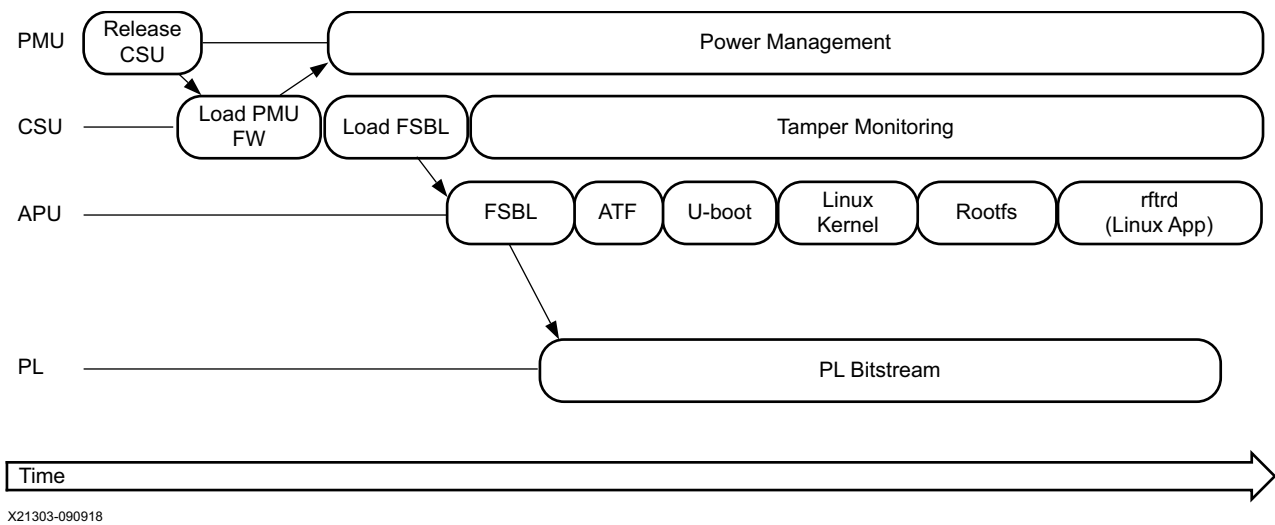 PMU
Release
CSU
Power Management
CSU
Load PMU
FW
Load FSBL
Tamper Monitoring
APU
FSBL
ATF
U-boot
Linux
Kernel
Rootfs
rftrd
(Linux App)
PL
PL Bitstream
Time
X21303-090918